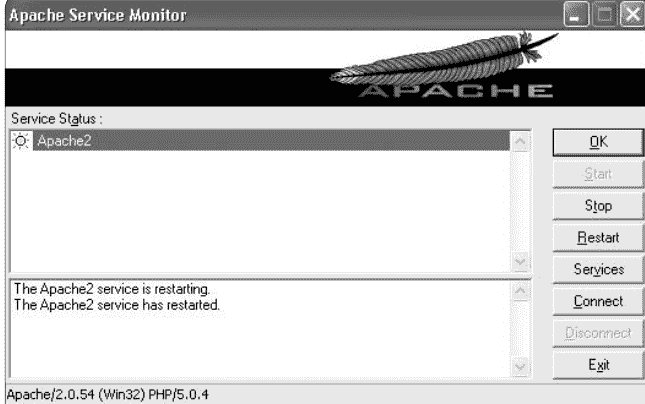 Apache Service Monitor
APACHE
Service Status :
Apache2
OK
Start
Stop
Restart
Services
Connect
Disconnect
Exit
The Apache2 service is restarting.
The Apache2 service has restarted.
Apache/2.0.54 (Win32) PHP/5.0.4